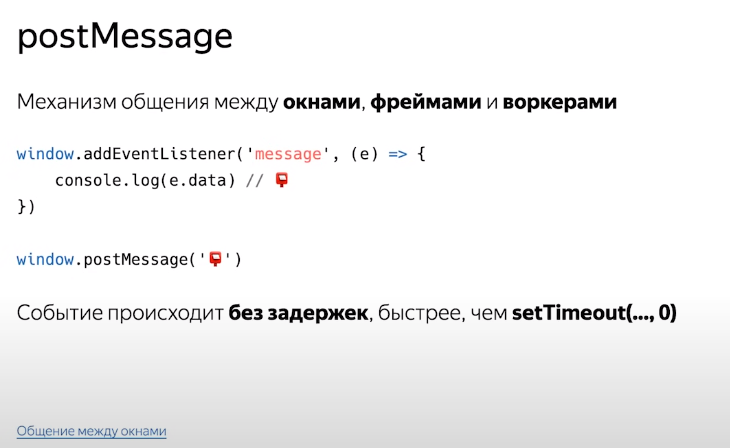 postMessage
Механизм общения между окнами, фреймами и воркерами
window.addEventListener('message', (e) => {
    console.log(e.data) // 📮
})
window.postMessage('📮')
Событие происходит без задержек, быстрее, чем setTimeout(..., 0)
Общение между окнами